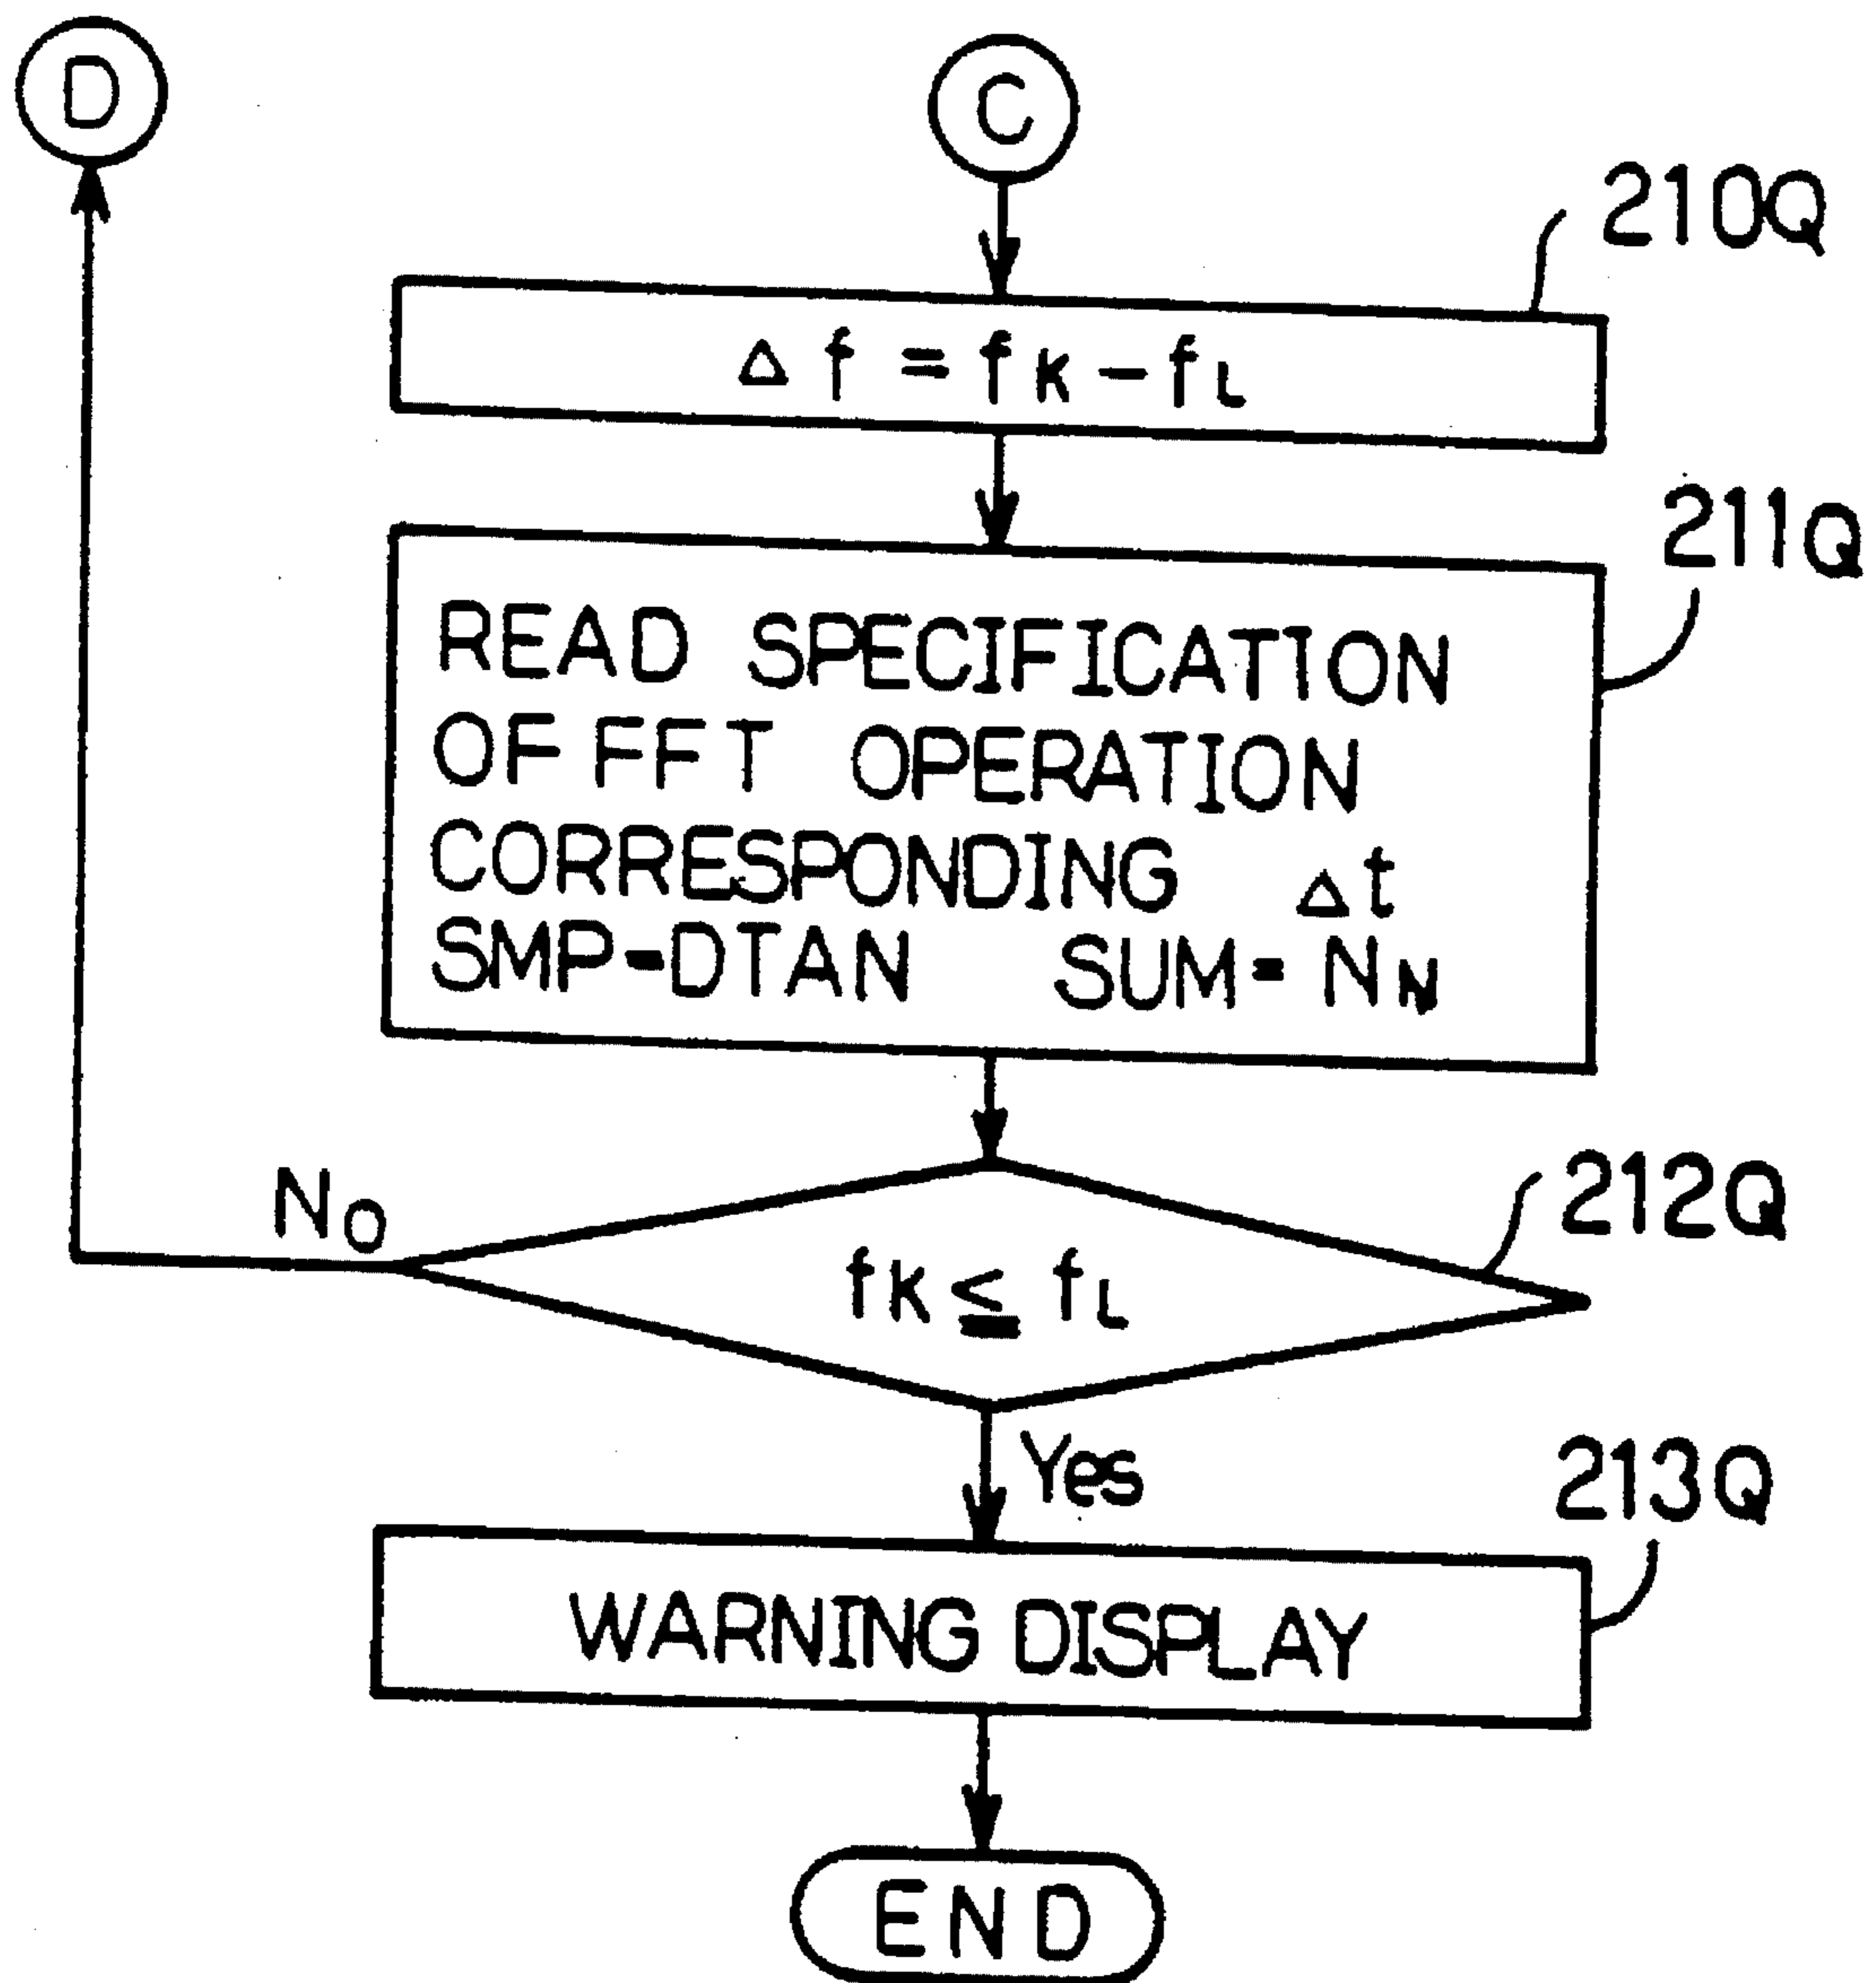 D
C
210Q
Δf = fK - fL
211Q
READ SPECIFICATION
OF FFT OPERATION
CORRESPONDING Δt
SMP-DTAN SUM= NN
No
212Q
fK ≦ fL
Yes
213Q
WARNING DISPLAY
END